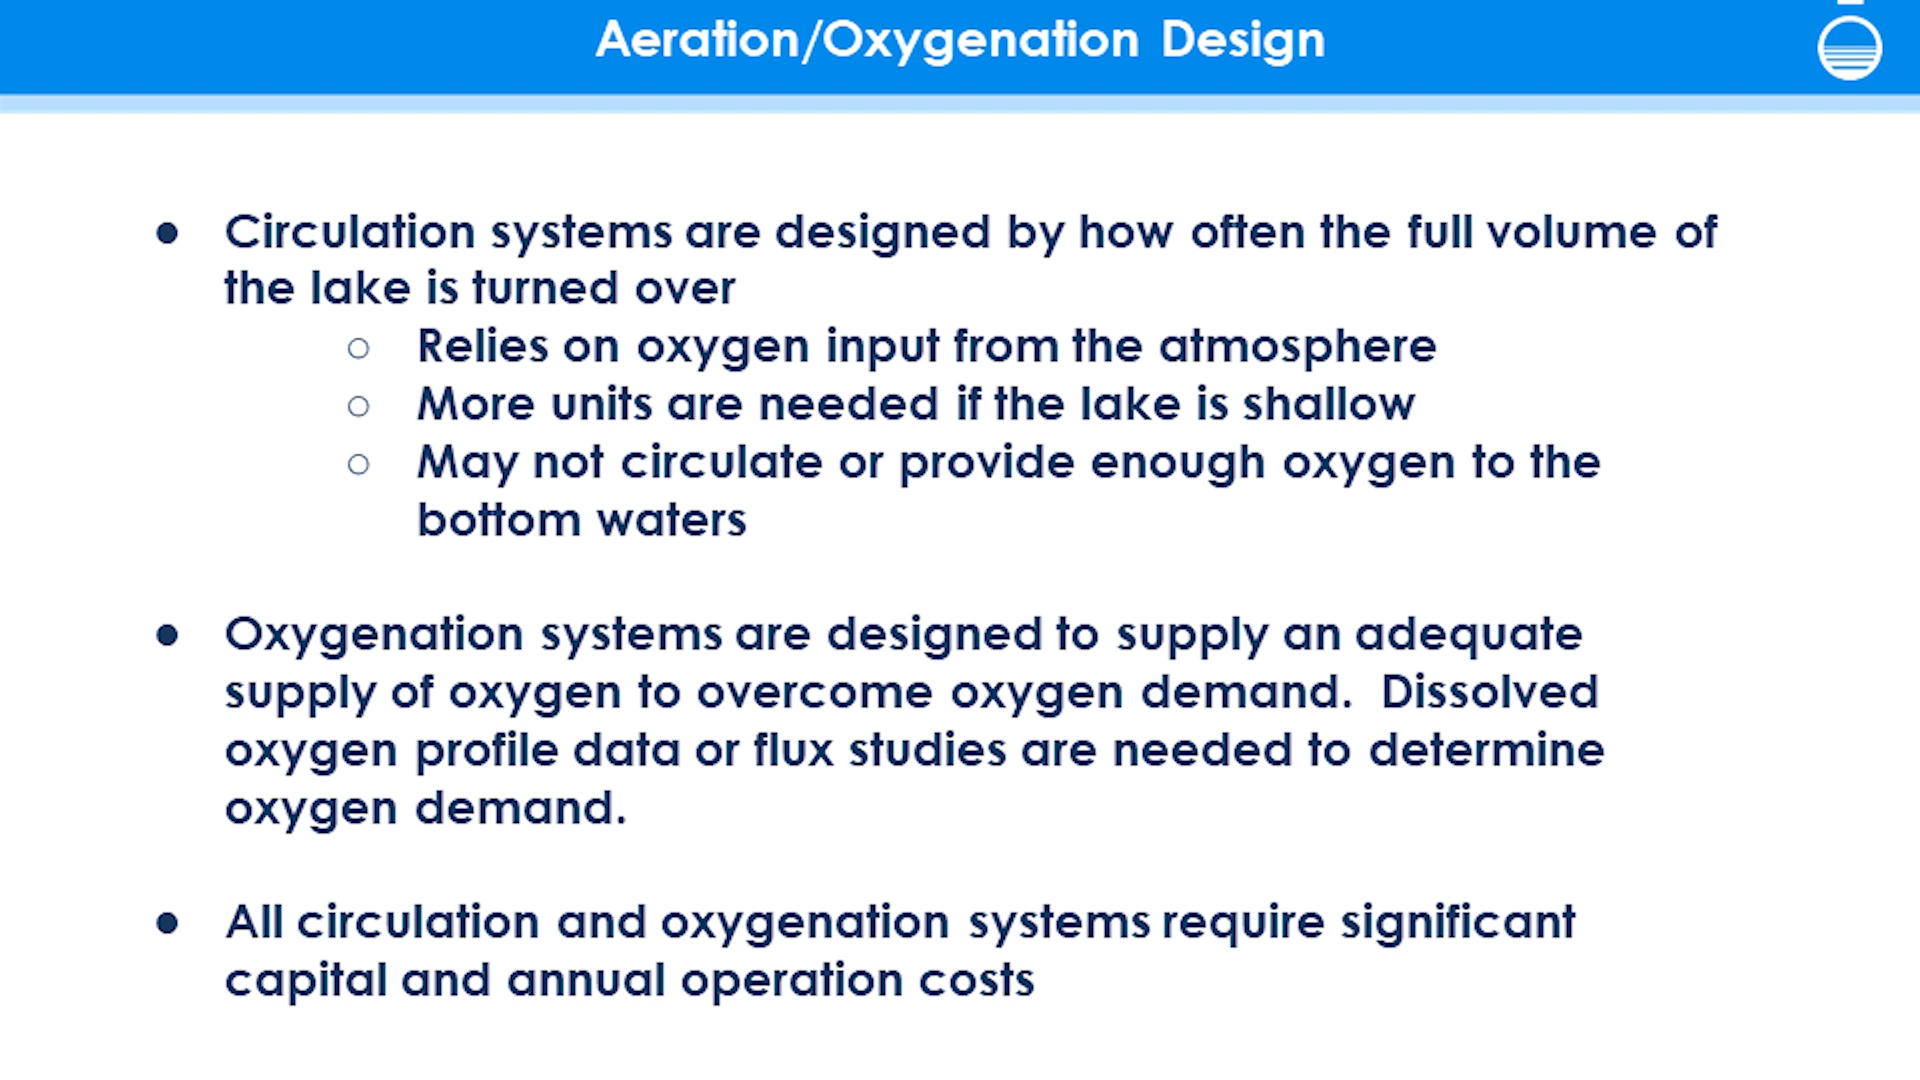 Aeration/Oxygenation Design
● Circulation systems are designed by how often the full volume of
the lake is turned over
○ Relies on oxygen input from the atmosphere
○ More units are needed if the lake is shallow
○ May not circulate or provide enough oxygen to the
bottom waters
● Oxygenation systems are designed to supply an adequate
supply of oxygen to overcome oxygen demand.  Dissolved
oxygen profile data or flux studies are needed to determine
oxygen demand.
● All circulation and oxygenation systems require significant
capital and annual operation costs